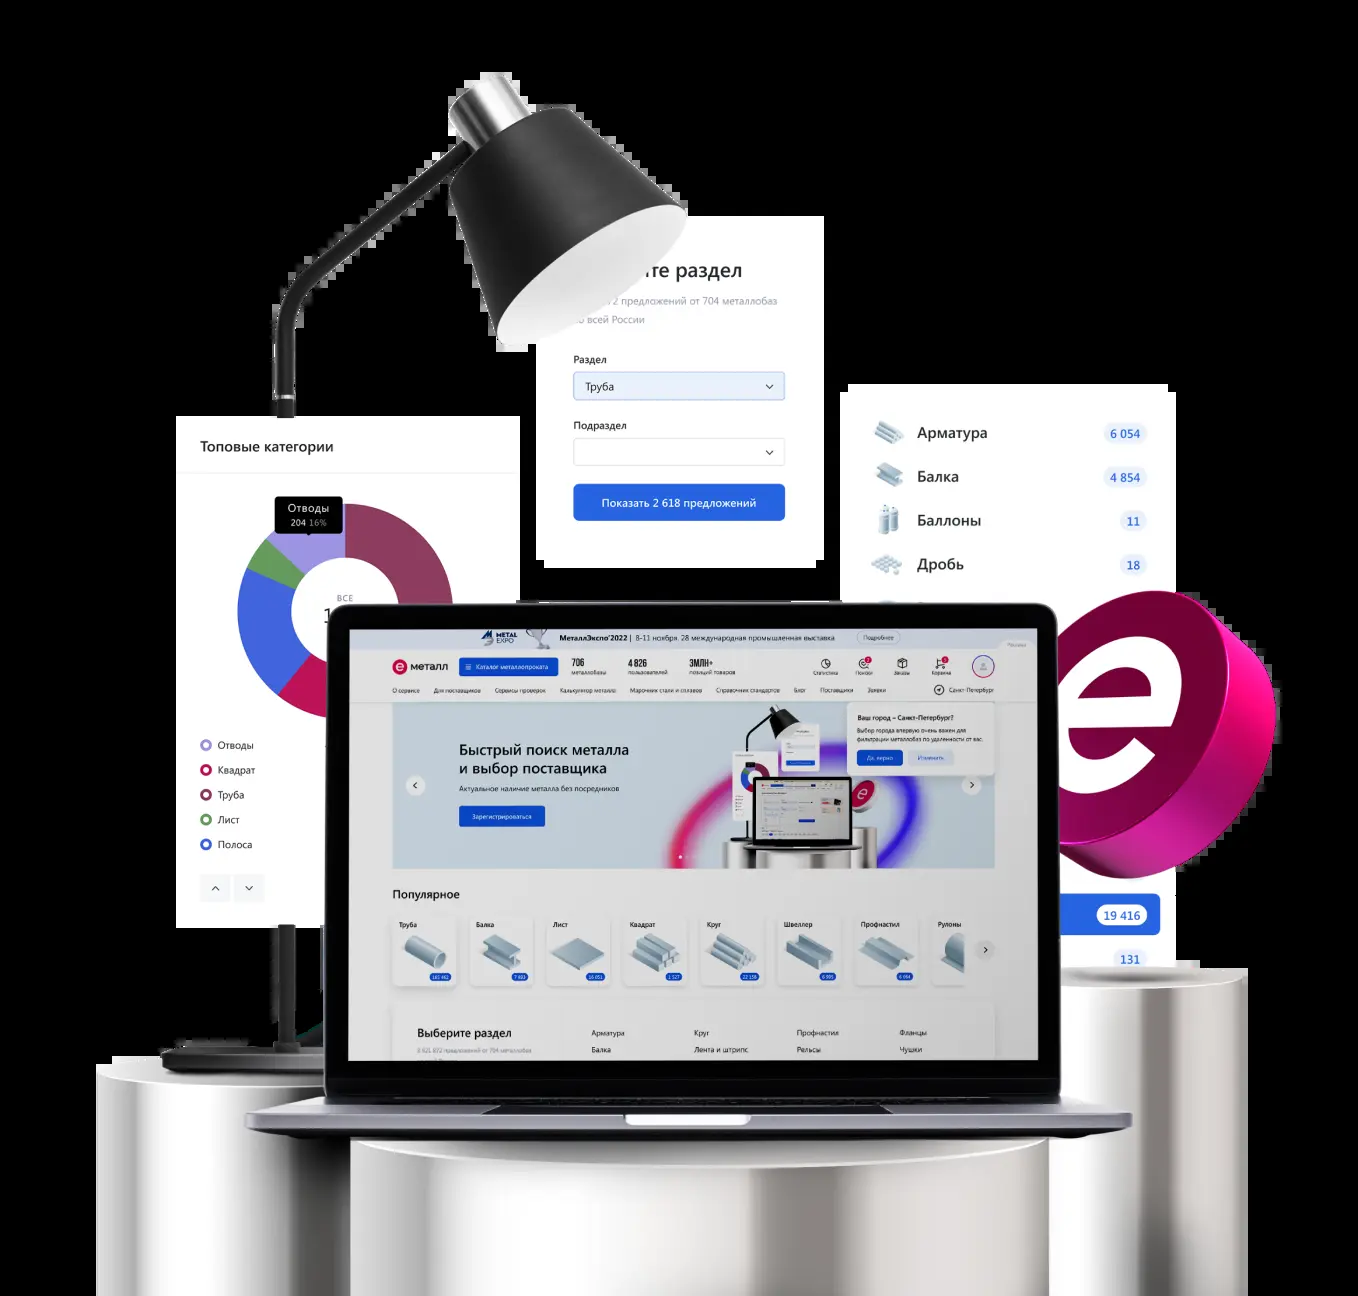 те раздел
2 предложений от 704 металлобаз
всей России
Раздел
Труба
Подраздел
Показать 2 618 предложений
Топовые категории
Отводы
204 16%
ВСЕ
Отводы
Квадрат
Труба
Лист
Полоса
Арматура 6 054
Балка 4 854
Баллоны 11
Дробь 18
19 416
131
e
METAL EXPO
МеталлЭкспо'2022 | 8-11 ноября. 28 международная промышленная выставка
Подробнее
е металл
Каталог металлопроката
706 металлобазы
4 826 пользователей
3МЛН+ позиций товаров
Статистика
Поиски
Заказы
Корзина
О сервисе Для поставщиков Сервисы проверок Калькулятор металла Марочник стали и сплавов Справочник стандартов Блог Поставщики Заявки Санкт-Петербург
Ваш город – Санкт-Петербург?
Выбор города впервую очень важен для
фильтрации металлобаз по удаленности от вас.
Да, верно Изменить
Быстрый поиск металла
и выбор поставщика
Актуальное наличие металла без посредников
Зарегистрироваться
Популярное
Труба Балка Лист Квадрат Круг Швеллер Профнастил Рулоны
Выберите раздел
Арматура Круг Профнастил Фланцы
Балка Лента и штрипс Рельсы Чушки